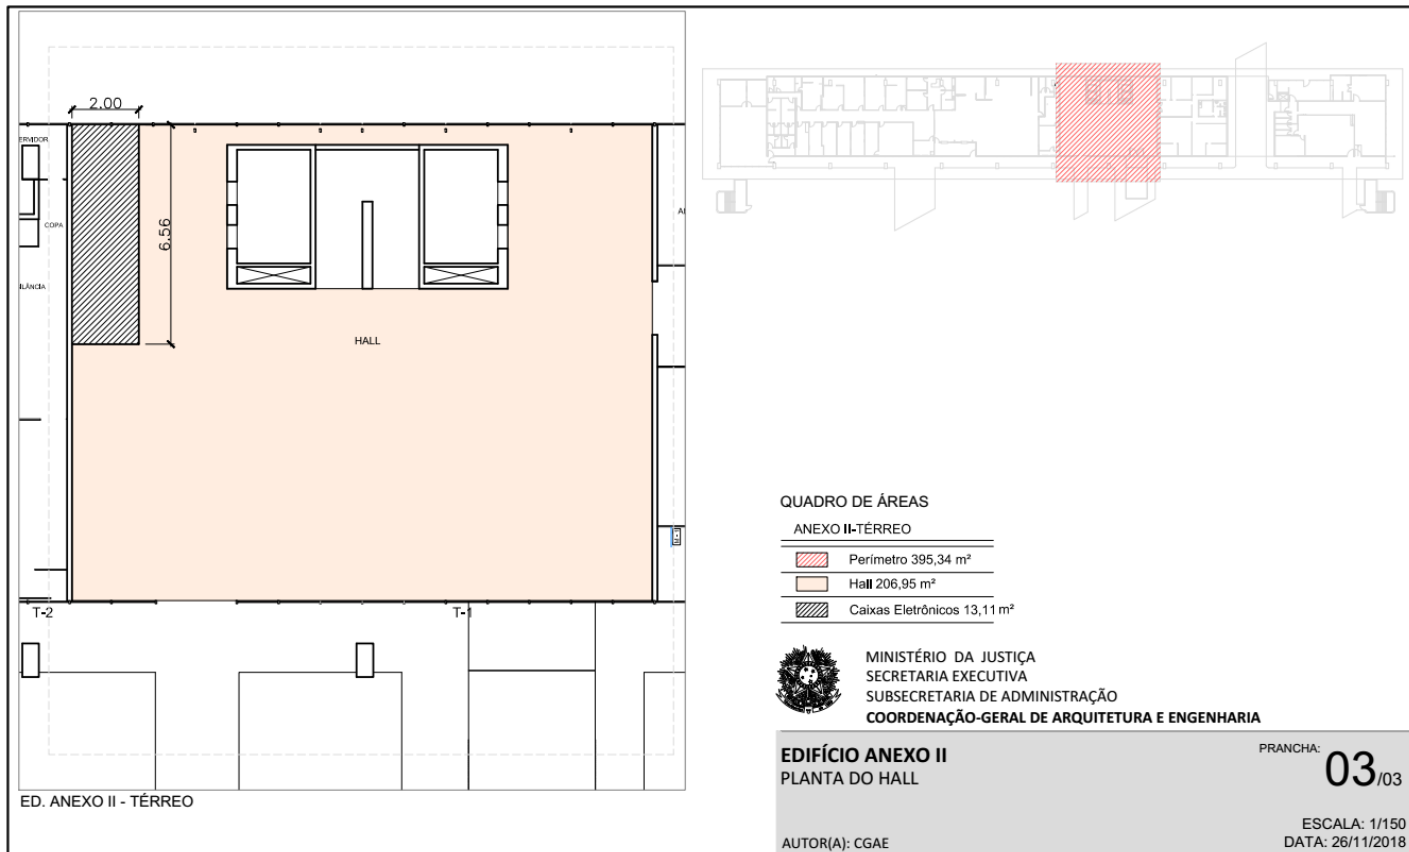 2.00
ERVIDOR
COPA
6.56
ILÂNCIA
HALL
T-2
T-1
ED. ANEXO II - TÉRREO
QUADRO DE ÁREAS
ANEXO II-TÉRREO
Perímetro 395,34 m²
Hall 206,95 m²
Caixas Eletrônicos 13,11 m²
MINISTÉRIO DA JUSTIÇA
SECRETARIA EXECUTIVA
SUBSECRETARIA DE ADMINISTRAÇÃO
COORDENAÇÃO-GERAL DE ARQUITETURA E ENGENHARIA
EDIFÍCIO ANEXO II
PLANTA DO HALL
PRANCHA:
03/03
ESCALA: 1/150
AUTOR(A): CGAE
DATA: 26/11/2018